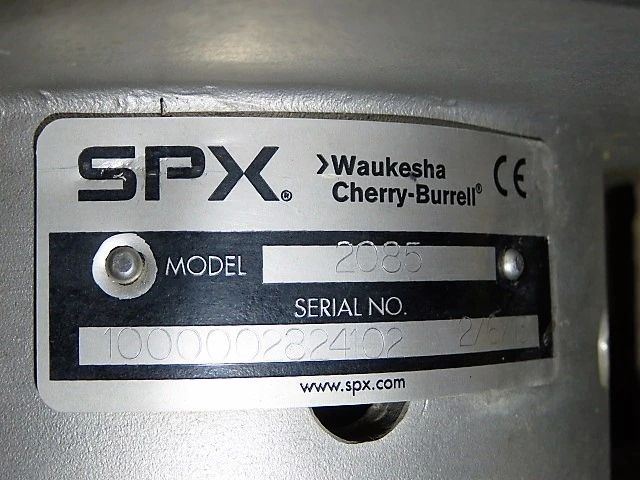 SPX®
›Waukesha
Cherry-Burrell®
CE
MODEL 2085
SERIAL NO.
1000002824102
www.spx.com